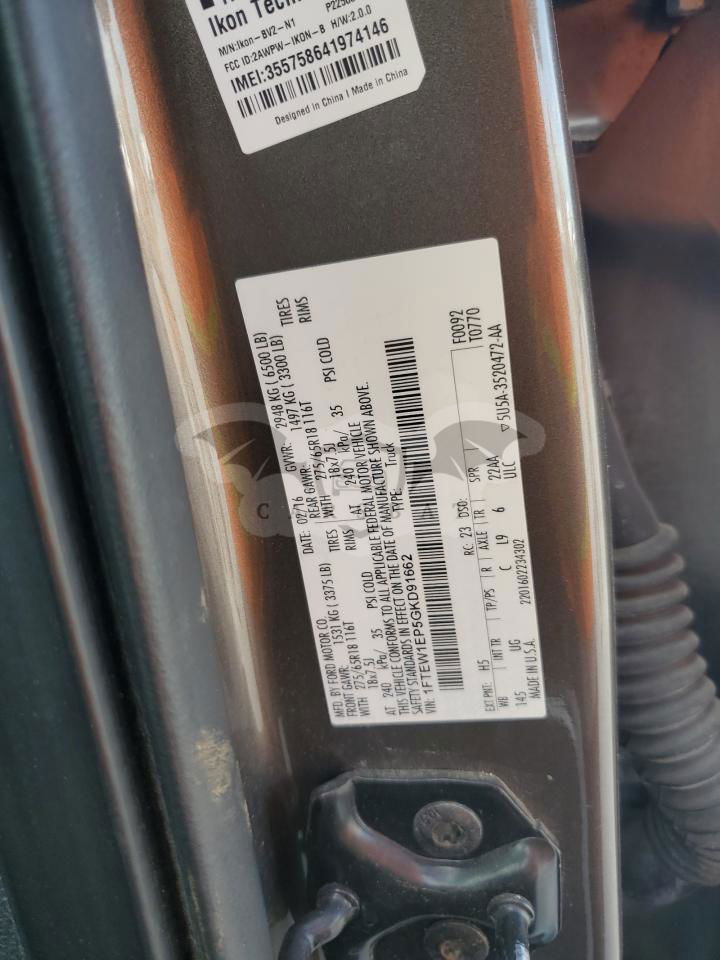 Ikon Tech
M/N:Ikon-BV2-N1
FCC ID:2AWPW-IKON-B H/W:2.0.0
IMEI:355758641974146
Designed in China | Made in China
MFD. BY FORD MOTOR CO.
DATE: 02/16 GVWR: 2948 KG ( 6500 LB)
FRONT GAWR: 1531 KG ( 3375 LB) REAR GAWR: 1497 KG ( 3300 LB)
WITH 275/65R18 116T TIRES WITH 275/65R18 116T TIRES
18x7.5J RIMS 18x7.5J RIMS
AT 240 kPa/ 35 PSI COLD AT 240 kPa/ 35 PSI COLD
THIS VEHICLE CONFORMS TO ALL APPLICABLE FEDERAL MOTOR VEHICLE
SAFETY STANDARDS IN EFFECT ON THE DATE OF MANUFACTURE SHOWN ABOVE.
VIN: 1FTEW1EP5GKD91662 TYPE: Truck
F0092
T0770
EXT PNT: H5 RC: 23 DSO:
WB INT TR TP/PS R AXLE TR SPR
145 UG C L9 6 22AA
MADE IN U.S.A. 2201602234302 ULC ▽5U5A-3520472-AA